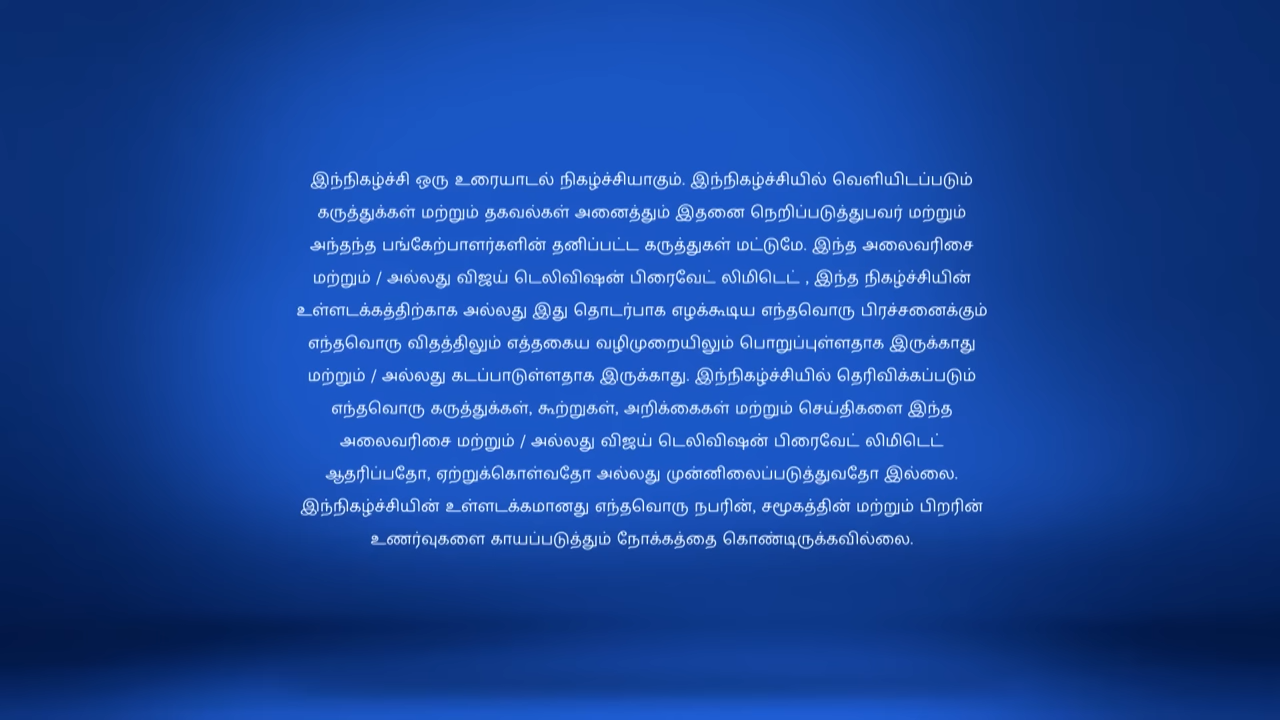 இந்நிகழ்ச்சி ஒரு உரையாடல் நிகழ்ச்சியாகும். இந்நிகழ்ச்சியில் வெளியிடப்படும்
கருத்துக்கள் மற்றும் தகவல்கள் அனைத்தும் இதனை நெறிப்படுத்துபவர் மற்றும்
அந்தந்த பங்கேற்பாளர்களின் தனிப்பட்ட கருத்துகள் மட்டுமே. இந்த அலைவரிசை
மற்றும் / அல்லது விஜய் டெலிவிஷன் பிரைவேட் லிமிடெட் , இந்த நிகழ்ச்சியின்
உள்ளடக்கத்திற்காக அல்லது இது தொடர்பாக எழக்கூடிய எந்தவொரு பிரச்சனைக்கும்
எந்தவொரு விதத்திலும் எத்தகைய வழிமுறையிலும் பொறுப்புள்ளதாக இருக்காது
மற்றும் / அல்லது கடப்பாடுள்ளதாக இருக்காது. இந்நிகழ்ச்சியில் தெரிவிக்கப்படும்
எந்தவொரு கருத்துக்கள், கூற்றுகள், அறிக்கைகள் மற்றும் செய்திகளை இந்த
அலைவரிசை மற்றும் / அல்லது விஜய் டெலிவிஷன் பிரைவேட் லிமிடெட்
ஆதரிப்பதோ, ஏற்றுக்கொள்வதோ அல்லது முன்னிலைப்படுத்துவதோ இல்லை.
இந்நிகழ்ச்சியின் உள்ளடக்கமானது எந்தவொரு நபரின், சமூகத்தின் மற்றும் பிறரின்
உணர்வுகளை காயப்படுத்தும் நோக்கத்தை கொண்டிருக்கவில்லை.